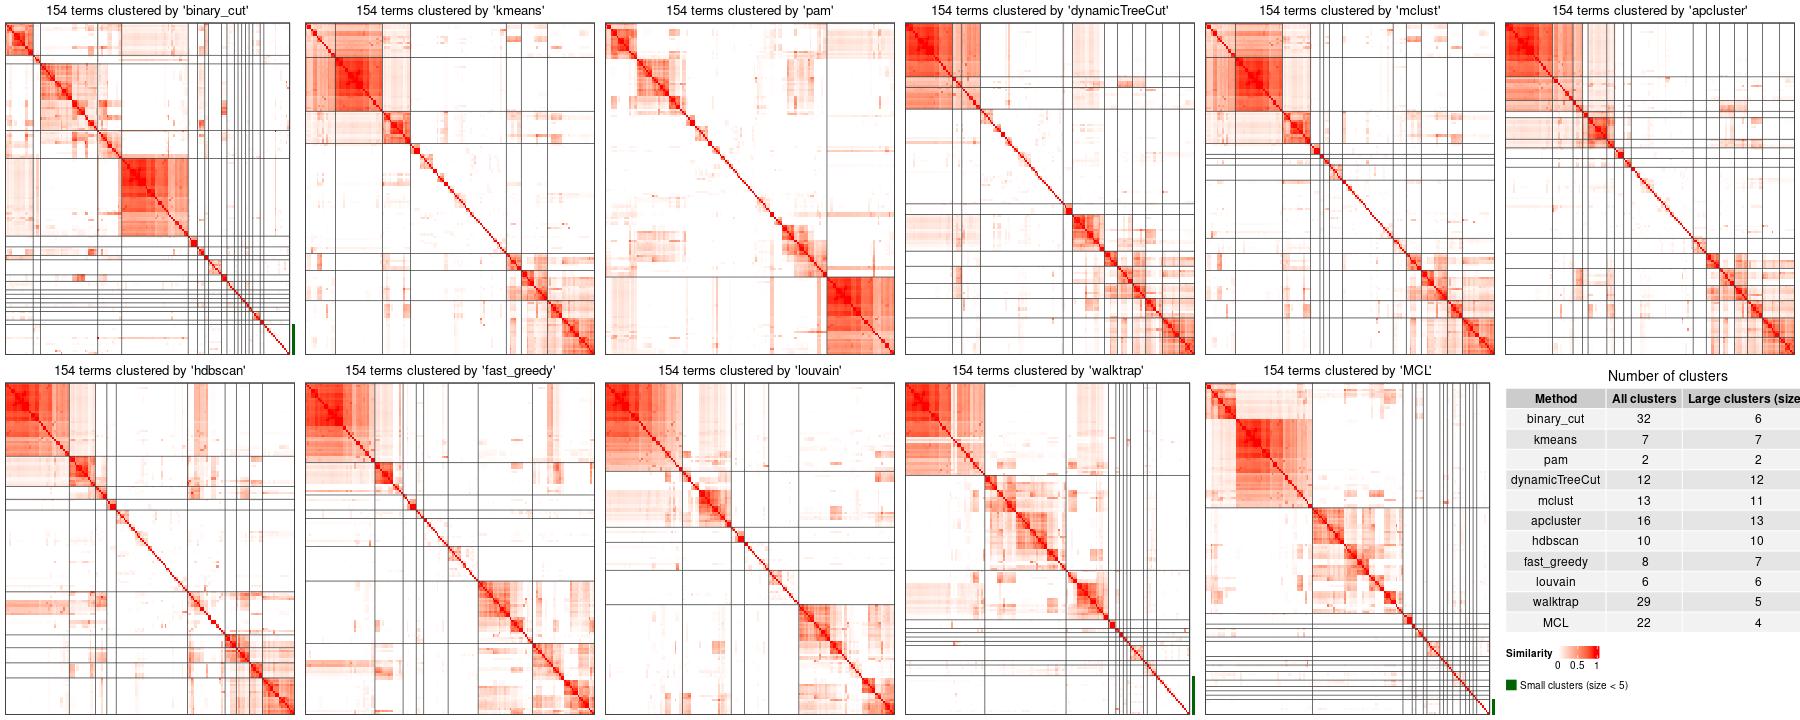 154 terms clustered by 'binary_cut'
154 terms clustered by 'kmeans'
154 terms clustered by 'pam'
154 terms clustered by 'dynamicTreeCut'
154 terms clustered by 'mclust'
154 terms clustered by 'apcluster'
154 terms clustered by 'hdbscan'
154 terms clustered by 'fast_greedy'
154 terms clustered by 'louvain'
154 terms clustered by 'walktrap'
154 terms clustered by 'MCL'
Number of clusters
Method All clusters Large clusters (size
binary_cut 32 6
kmeans 7 7
pam 2 2
dynamicTreeCut 12 12
mclust 13 11
apcluster 16 13
hdbscan 10 10
fast_greedy 8 7
louvain 6 6
walktrap 29 5
MCL 22 4
Similarity
0 0.5 1
Small clusters (size < 5)